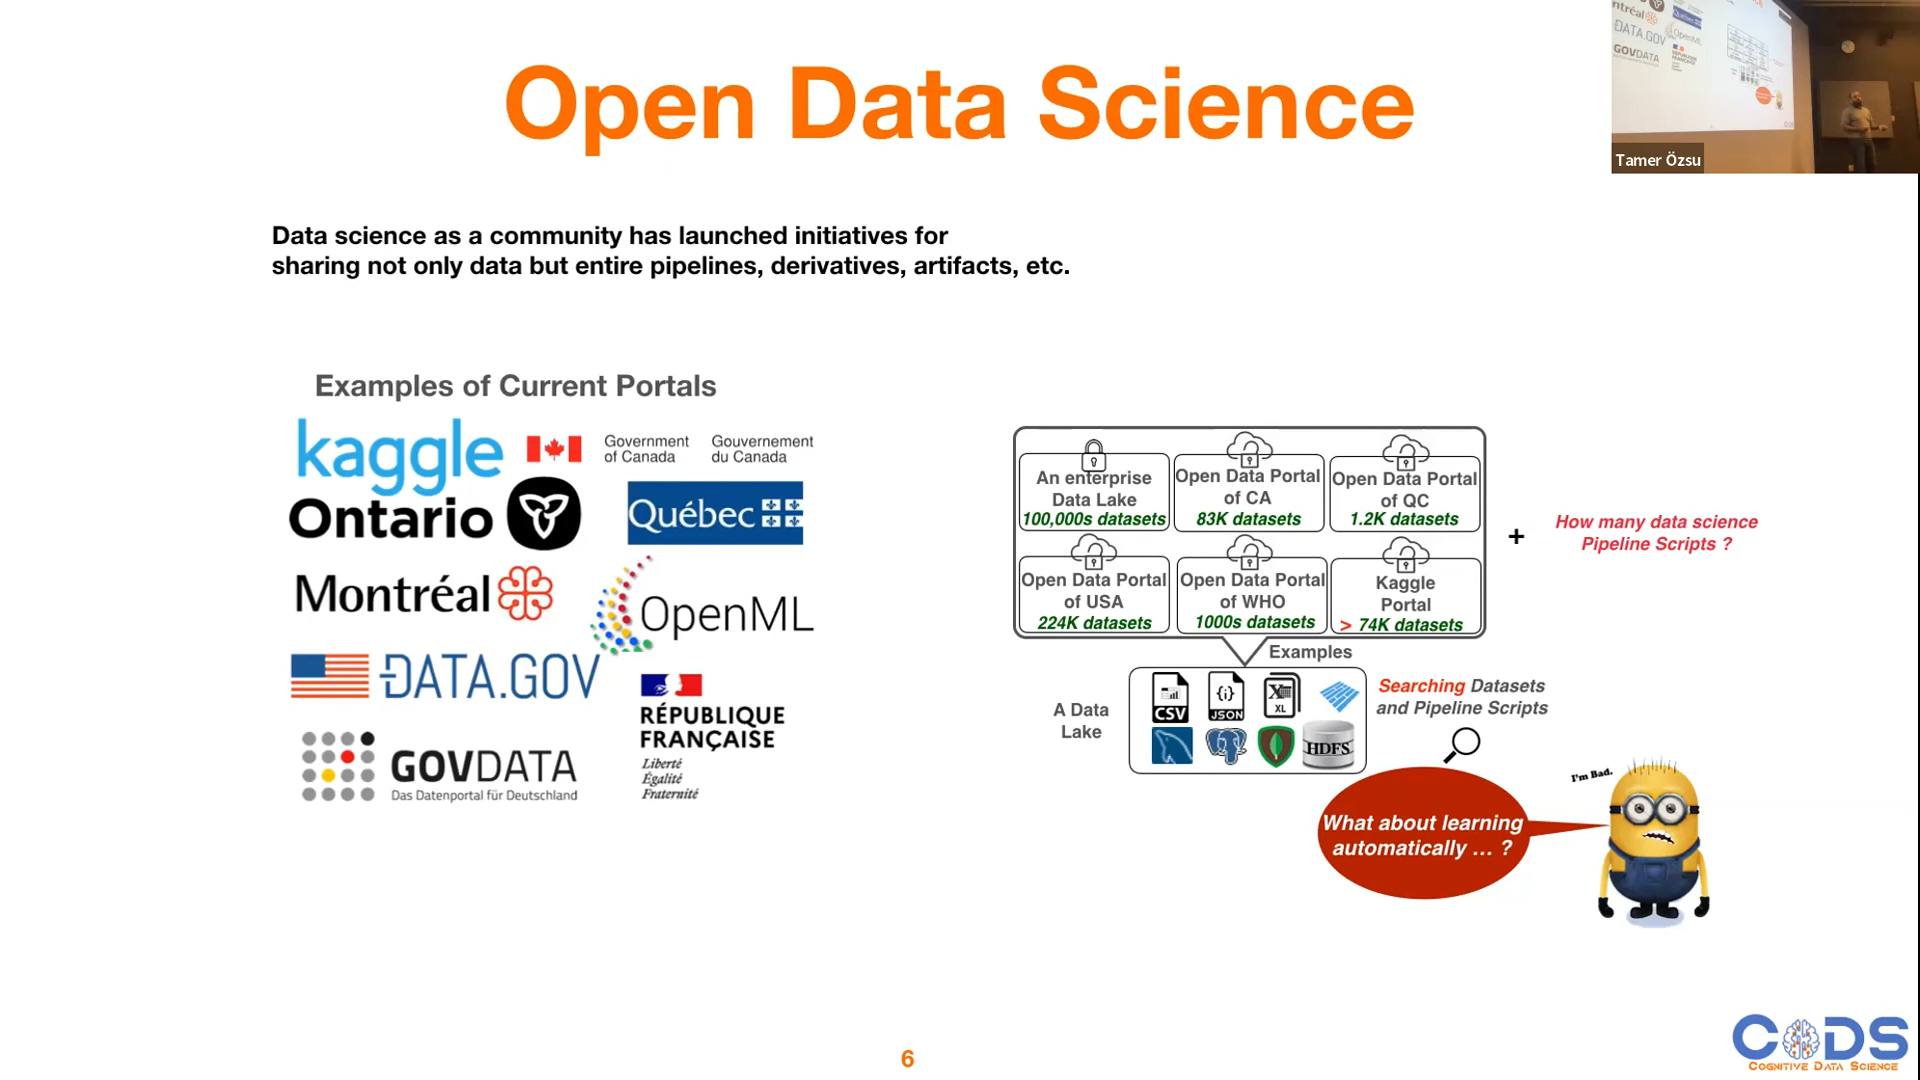 Open Data Science
Tamer Özsu
Data science as a community has launched initiatives for
sharing not only data but entire pipelines, derivatives, artifacts, etc.
Examples of Current Portals
kaggle
Government
of Canada
Gouvernement
du Canada
Ontario
Québec
Montréal
OpenML
DATA.GOV
RÉPUBLIQUE
FRANÇAISE
Liberté
Égalité
Fraternité
GOVDATA
Das Datenportal für Deutschland
An enterprise
Data Lake
100,000s datasets
Open Data Portal
of CA
83K datasets
Open Data Portal
of QC
1.2K datasets
Open Data Portal
of USA
224K datasets
Open Data Portal
of WHO
1000s datasets
Kaggle
Portal
> 74K datasets
+
How many data science
Pipeline Scripts ?
Examples
A Data
Lake
CSV
{i}
JSON
X
XL
HDFS
Searching Datasets
and Pipeline Scripts
I'm Bad.
What about learning
automatically ... ?
6
CODS
COGNITIVE DATA SCIENCE